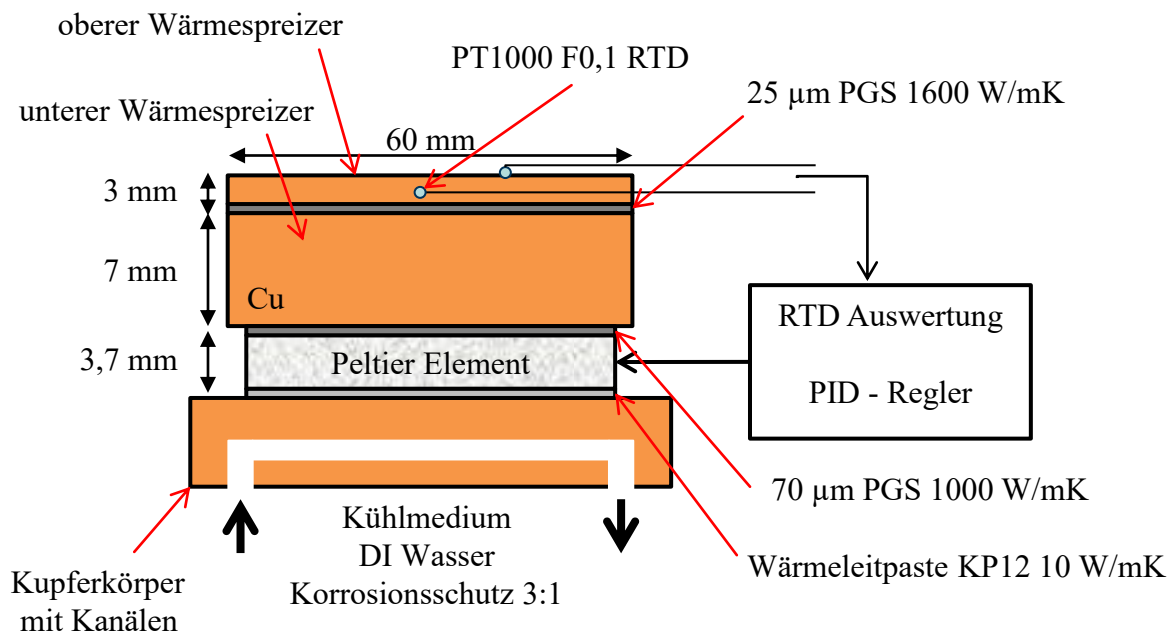 oberer Wärmespreizer
PT1000 F0,1 RTD
25 µm PGS 1600 W/mK
unterer Wärmespreizer
60 mm
3 mm
7 mm
Cu
RTD Auswertung
3,7 mm
Peltier Element
PID - Regler
70 µm PGS 1000 W/mK
Kühlmedium
DI Wasser
Korrosionsschutz 3:1
Wärmeleitpaste KP12 10 W/mK
Kupferkörper
mit Kanälen